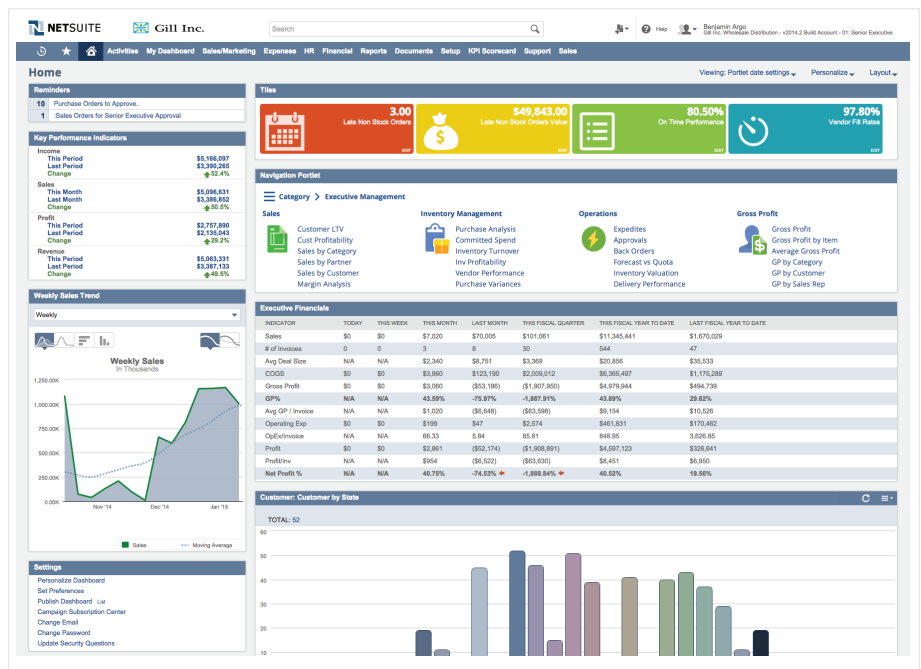 NETSUITE Gill Inc. Search Help Benjamin Argo
Gill Inc. Wholesale Distribution - v2014.2 Build Account - 01: Senior Executive
Activities My Dashboard Sales/Marketing Expenses HR Financial Reports Documents Setup KPI Scorecard Support Sales
Home Viewing: Portlet date settings Personalize Layout
Reminders
10 Purchase Orders to Approve..
1 :Sales Orders for Senior Executive Approval
Key Performance Indicators
Income
This Period $5,166,097
Last Period $3,390,265
Change 52.4%
Sales
This Month $5,096,631
Last Month $3,386,852
Change 50.5%
Profit
This Period $2,757,890
Last Period $2,135,043
Change 29.2%
Revenue
This Period $5,063,331
Last Period $3,387,133
Change 49.5%
Weekly Sales Trend
Weekly
Weekly Sales
In Thousands
1,250.00K
1,000.00K
750.00K
500.00K
250.00K
0.00K
Nov '14 Dec '14 Jan '15
Sales Moving Average
Settings
Personalize Dashboard
Set Preferences
Publish Dashboard List
Campaign Subscription Center
Change Email
Change Password
Update Security Questions
Tiles
3.00
Late Non Stock Orders
EDIT
$49,843.00
Late Non Stock Orders Value
EDIT
80.50%
On Time Performance
EDIT
97.80%
Vendor Fill Rates
EDIT
Navigation Portlet
Category Executive Management
Sales
Customer LTV
Cust Profitability
Sales by Category
Sales by Partner
Sales by Customer
Margin Analysis
Inventory Management
Purchase Analysis
Committed Spend
Inventory Turnover
Inv Profitability
Vendor Performance
Purchase Variances
Operations
Expedites
Approvals
Back Orders
Forecast vs Quota
Inventory Valuation
Delivery Performance
Gross Profit
Gross Profit
Gross Profit by Item
Average Gross Profit
GP by Category
GP by Customer
GP by Sales Rep
Executive Financials
INDICATOR TODAY THIS WEEK THIS MONTH LAST MONTH THIS FISCAL QUARTER THIS FISCAL YEAR TO DATE LAST FISCAL YEAR TO DATE
Sales $0 $0 $7,020 $70,005 $101,061 $11,345,441 $1,670,029
# of Invoices 0 0 3 8 30 544 47
Avg Deal Size N/A N/A $2,340 $8,751 $3,369 $20,856 $35,533
COGS $0 $0 $3,960 $123,190 $2,009,012 $6,365,497 $1,175,289
Gross Profit $0 $0 $3,060 ($53,186) ($1,907,950) $4,979,944 $494,739
GP% N/A N/A 43.59% -75.97% -1,887.91% 43.89% 29.62%
Avg GP / Invoice N/A N/A $1,020 ($6,648) ($63,598) $9,154 $10,526
Operating Exp $0 $0 $199 $47 $2,574 $461,831 $170,462
OpEx/Invoice N/A N/A 66.33 5.84 85.81 848.95 3,626.85
Profit $0 $0 $2,861 ($52,174) ($1,908,891) $4,597,123 $326,641
Profit/Inv N/A N/A $954 ($6,522) ($63,630) $8,451 $6,950
Net Profit % N/A N/A 40.75% -74.53% -1,888.84% 40.52% 19.56%
Customer: Customer by State
TOTAL: 52
60
50
40
30
20
10